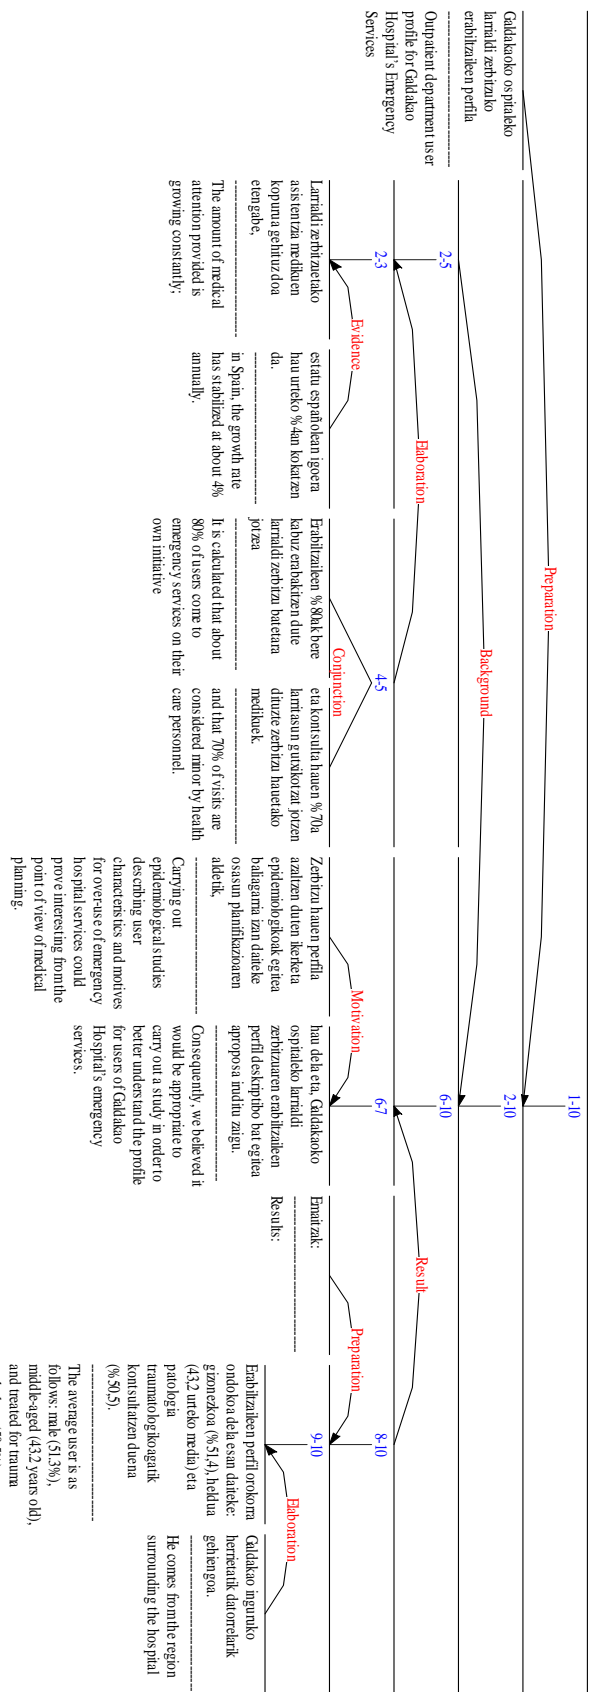 1-10
Preparation
2-10
Galdakaoko ospitaleko
larrialdi zerbitzuko
erabiltzaileen perfila
Outpatient department user
profile for Galdakao
Hospital's Emergency
Services
Background
2-5
6-10
Elaboration
Result
2-3
4-5
6-7
8-10
Evidence
Conjunction
Motivation
Preparation
9-10
Larrialdi zerbitzuetako
asistentzia medikuen
kopurua gehituz doa
etengabe,
The amount of medical
attention provided is
growing constantly;
estatu españolean igoera
hau urteko %4an kokatzen
da.
in Spain, the growth rate
has stabilized at about 4%
annually.
Erabiltzaileen %80ak bere
kabuz erabakitzen dute
larrialdi zerbitzu batetara
jotzea
It is calculated that about
80% of users come to
emergency services on their
own initiative
eta kontsulta hauen %70a
larritasun gutxikotzat jotzen
dituzte zerbitzu hauetako
medikuek.
and that 70% of visits are
considered minor by health
care personnel.
Zerbitzu hauen perfila
azaltzen duten ikerketa
epidemiologikoak egitea
baliagarria izan daiteke
osasun planifikazioaren
aldetik,
Carrying out
epidemiological studies
describing user
characteristics and motives
for over-use of emergency
hospital services could
prove interesting from the
point of view of medical
planning.
hau dela eta, Galdakaoko
ospitaleko larrialdi
zerbitzuaren erabiltzaileen
perfil deskriptibo bat egitea
aproposa iruditu zaigu.
Consequently, we believed it
would be appropriate to
carry out a study in order to
better understand the profile
for users of Galdakao
Hospital's emergency
services.
Emaitzak:
Results:
Elaboration
Erabiltzaileen perfil orokorra
ondokoa dela esan daiteke:
gizonezkoa (%51,4), heldua
(43,2 urteko media) eta
patologia
traumatologikoagatik
kontsultatzen duena
(%50,5).
The average user is as
follows: male (51.3%),
middle-aged (43.2 years old),
and treated for trauma
Galdakao inguruko
herrietatik datorrelarik
gehiengoa.
He comes from the region
surrounding the hospital